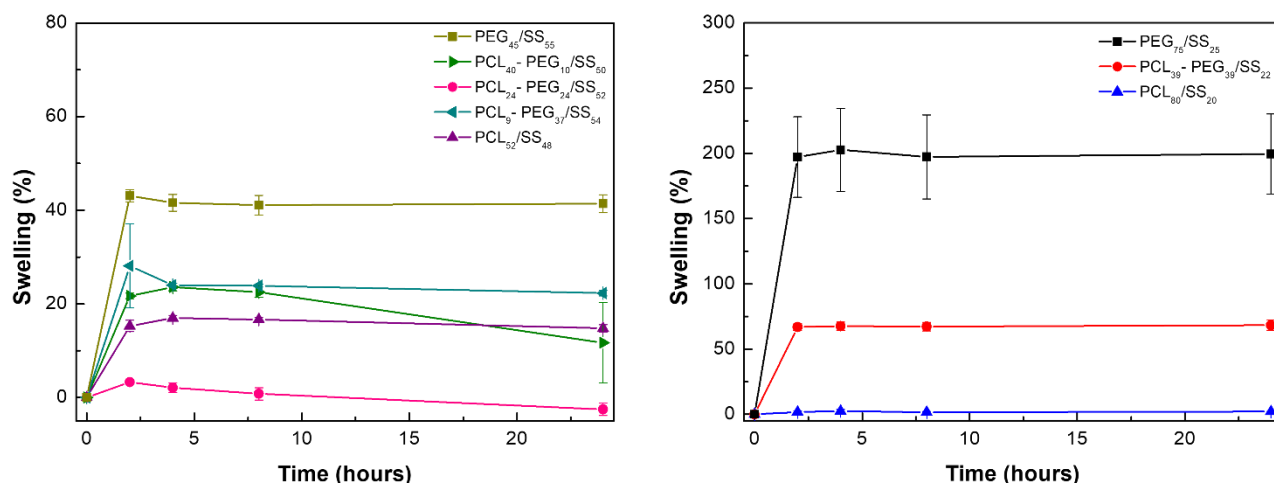 80
60
40
20
0
Swelling (%)
PEG₄₅/SS₅₅
PCL₄₀- PEG₁₀/SS₅₀
PCL₂₄- PEG₂₄/SS₅₂
PCL₉- PEG₃₇/SS₅₄
PCL₅₂/SS₄₈
0 5 10 15 20
Time (hours)
300
250
200
150
100
50
0
Swelling (%)
PEG₇₅/SS₂₅
PCL₃₉- PEG₃₉/SS₂₂
PCL₈₀/SS₂₀
0 5 10 15 20
Time (hours)